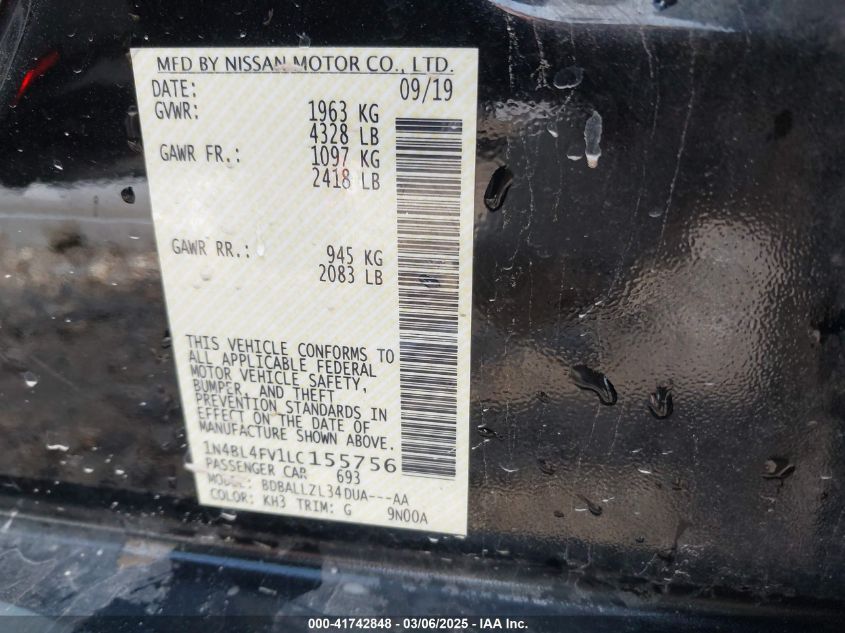 MFD BY NISSAN MOTOR CO., LTD.
DATE: 09/19
GVWR: 1963 KG
4328 LB
GAWR FR.: 1097 KG
2418 LB
GAWR RR.: 945 KG
2083 LB
THIS VEHICLE CONFORMS TO
ALL APPLICABLE FEDERAL
MOTOR VEHICLE SAFETY,
BUMPER, AND THEFT
PREVENTION STANDARDS IN
EFFECT ON THE DATE OF
MANUFACTURE SHOWN ABOVE.
1N4BL4FV1LC155756
PASSENGER CAR 693
MODEL: BDBALLZL34DUA---AA
COLOR: KH3 TRIM: G 9N00A
000-41742848 - 03/06/2025 - IAA Inc.